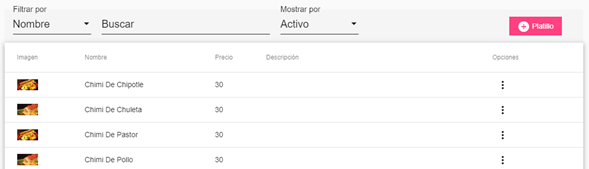 Filtrar por Mostrar por
Nombre Buscar Activo Platillo
Imagen Nombre Precio Descripción Opciones
Chimi De Chipotle 30
Chimi De Chuleta 30
Chimi De Pastor 30
Chimi De Pollo 30